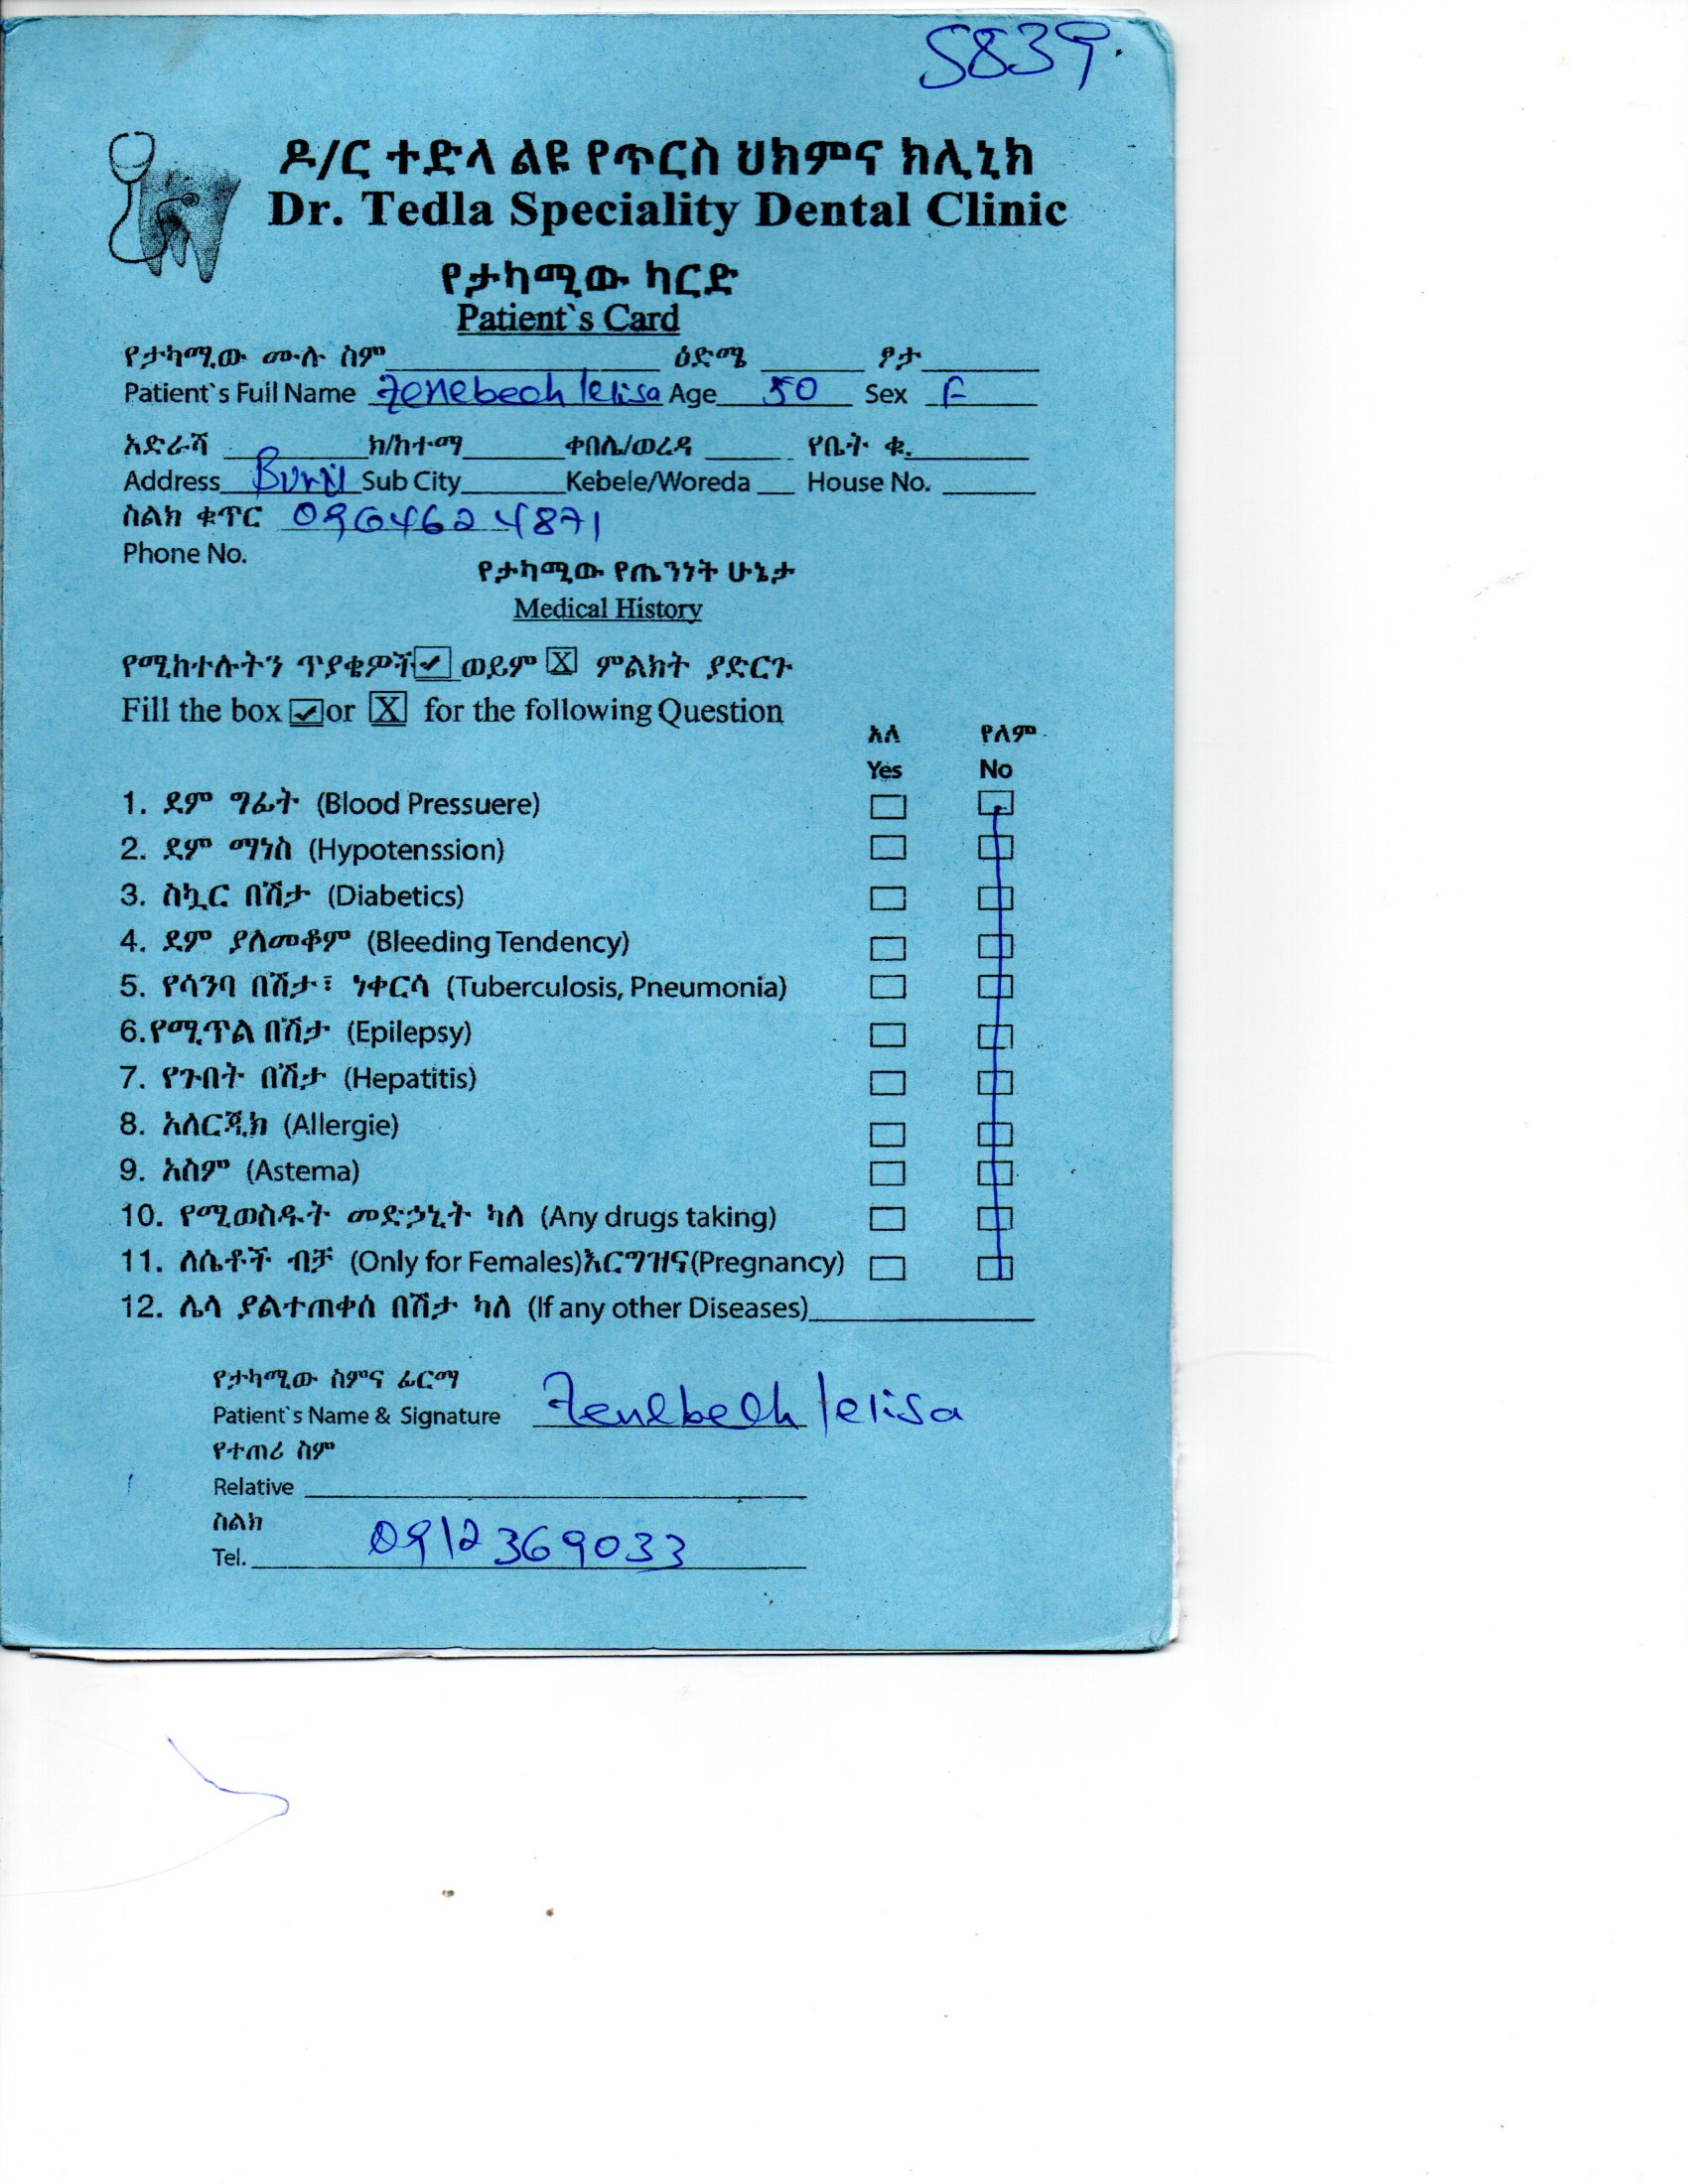 5839
ዶ/ር ተድላ ልዩ የጥርስ ህክምና ክሊኒክ
Dr. Tedla Speciality Dental Clinic
የታካሚው ካርድ
Patient`s Card
የታካሚው ሙሉ ስም ዕድሜ ፆታ
Patient`s Full Name Zenebech lelisa Age 50 Sex F
አድራሻ ክ/ከተማ ቀበሌ/ወረዳ የቤት ቁ.
Address Sub City Kebele/Woreda House No.
ስልክ ቁጥር 0964624871
Phone No.
የታካሚው የጤንነት ሁኔታ
Medical History
የሚከተሉትን ጥያቄዎች ✓ ወይም X ምልክት ያድርጉ
Fill the box ✓ or X for the following Question
አለ የለም
Yes No
1. ደም ግፊት (Blood Pressuere)
2. ደም ማነስ (Hypotenssion)
3. ስኳር በሽታ (Diabetics)
4. ደም ያለመቆም (Bleeding Tendency)
5. የሳንባ በሽታ፣ ነቀርሳ (Tuberculosis, Pneumonia)
6.የሚጥል በሽታ (Epilepsy)
7. የጉበት በሽታ (Hepatitis)
8. አለርጂክ (Allergie)
9. አስም (Astema)
10. የሚወስዱት መድኃኒት ካለ (Any drugs taking)
11. ለሴቶች ብቻ (Only for Females)እርግዝና(Pregnancy)
12. ሌላ ያልተጠቀሰ በሽታ ካለ (If any other Diseases)
የታካሚው ስምና ፊርማ
Patient`s Name & Signature Zenebech lelisa
የተጠሪ ስም
Relative
ስልክ
Tel. 0912369033